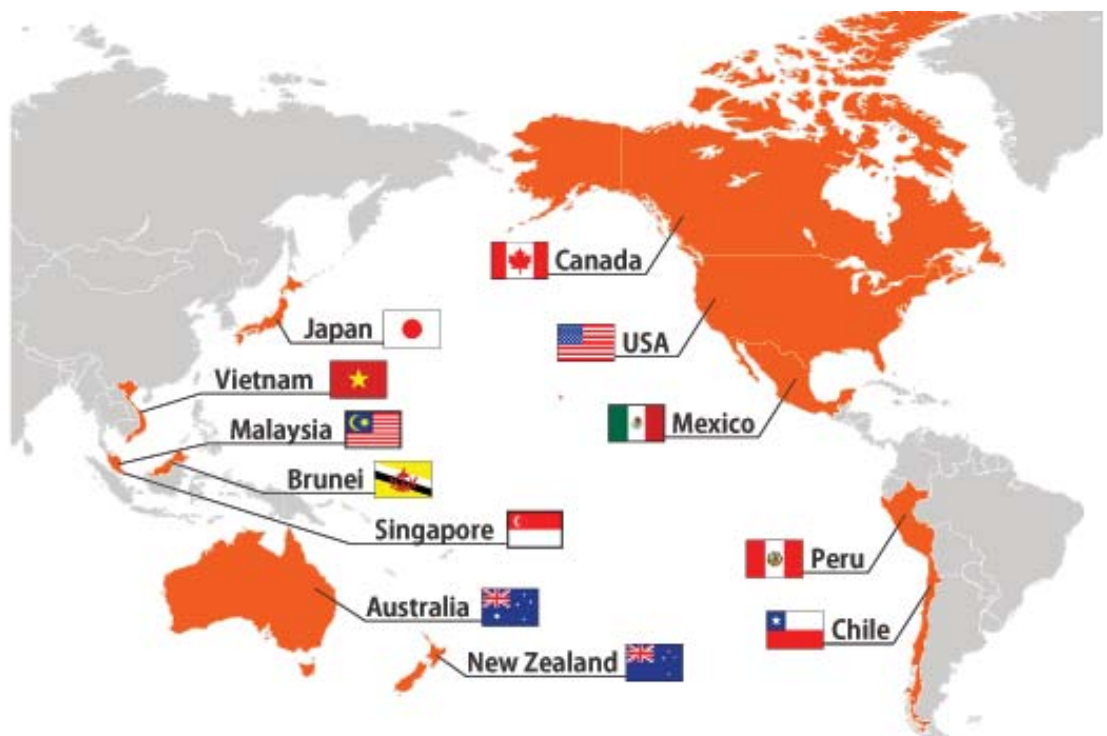 Canada
Japan
USA
Vietnam
Mexico
Malaysia
Brunei
Singapore
Peru
Australia
Chile
New Zealand